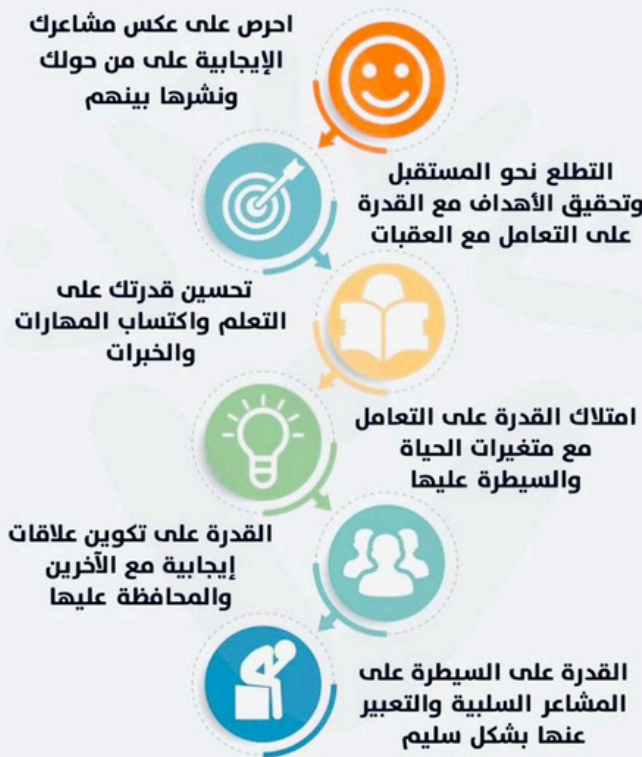 احرص على عكس مشاعرك
الإيجابية على من حولك
ونشرها بينهم
التطلع نحو المستقبل
وتحقيق الأهداف مع القدرة
على التعامل مع العقبات
تحسين قدرتك على
التعلم واكتساب المهارات
والخبرات
امتلاك القدرة على التعامل
مع متغيرات الحياة
والسيطرة عليها
القدرة على تكوين علاقات
إيجابية مع الآخرين
والمحافظة عليها
القدرة على السيطرة على
المشاعر السلبية والتعبير
عنها بشكل سليم